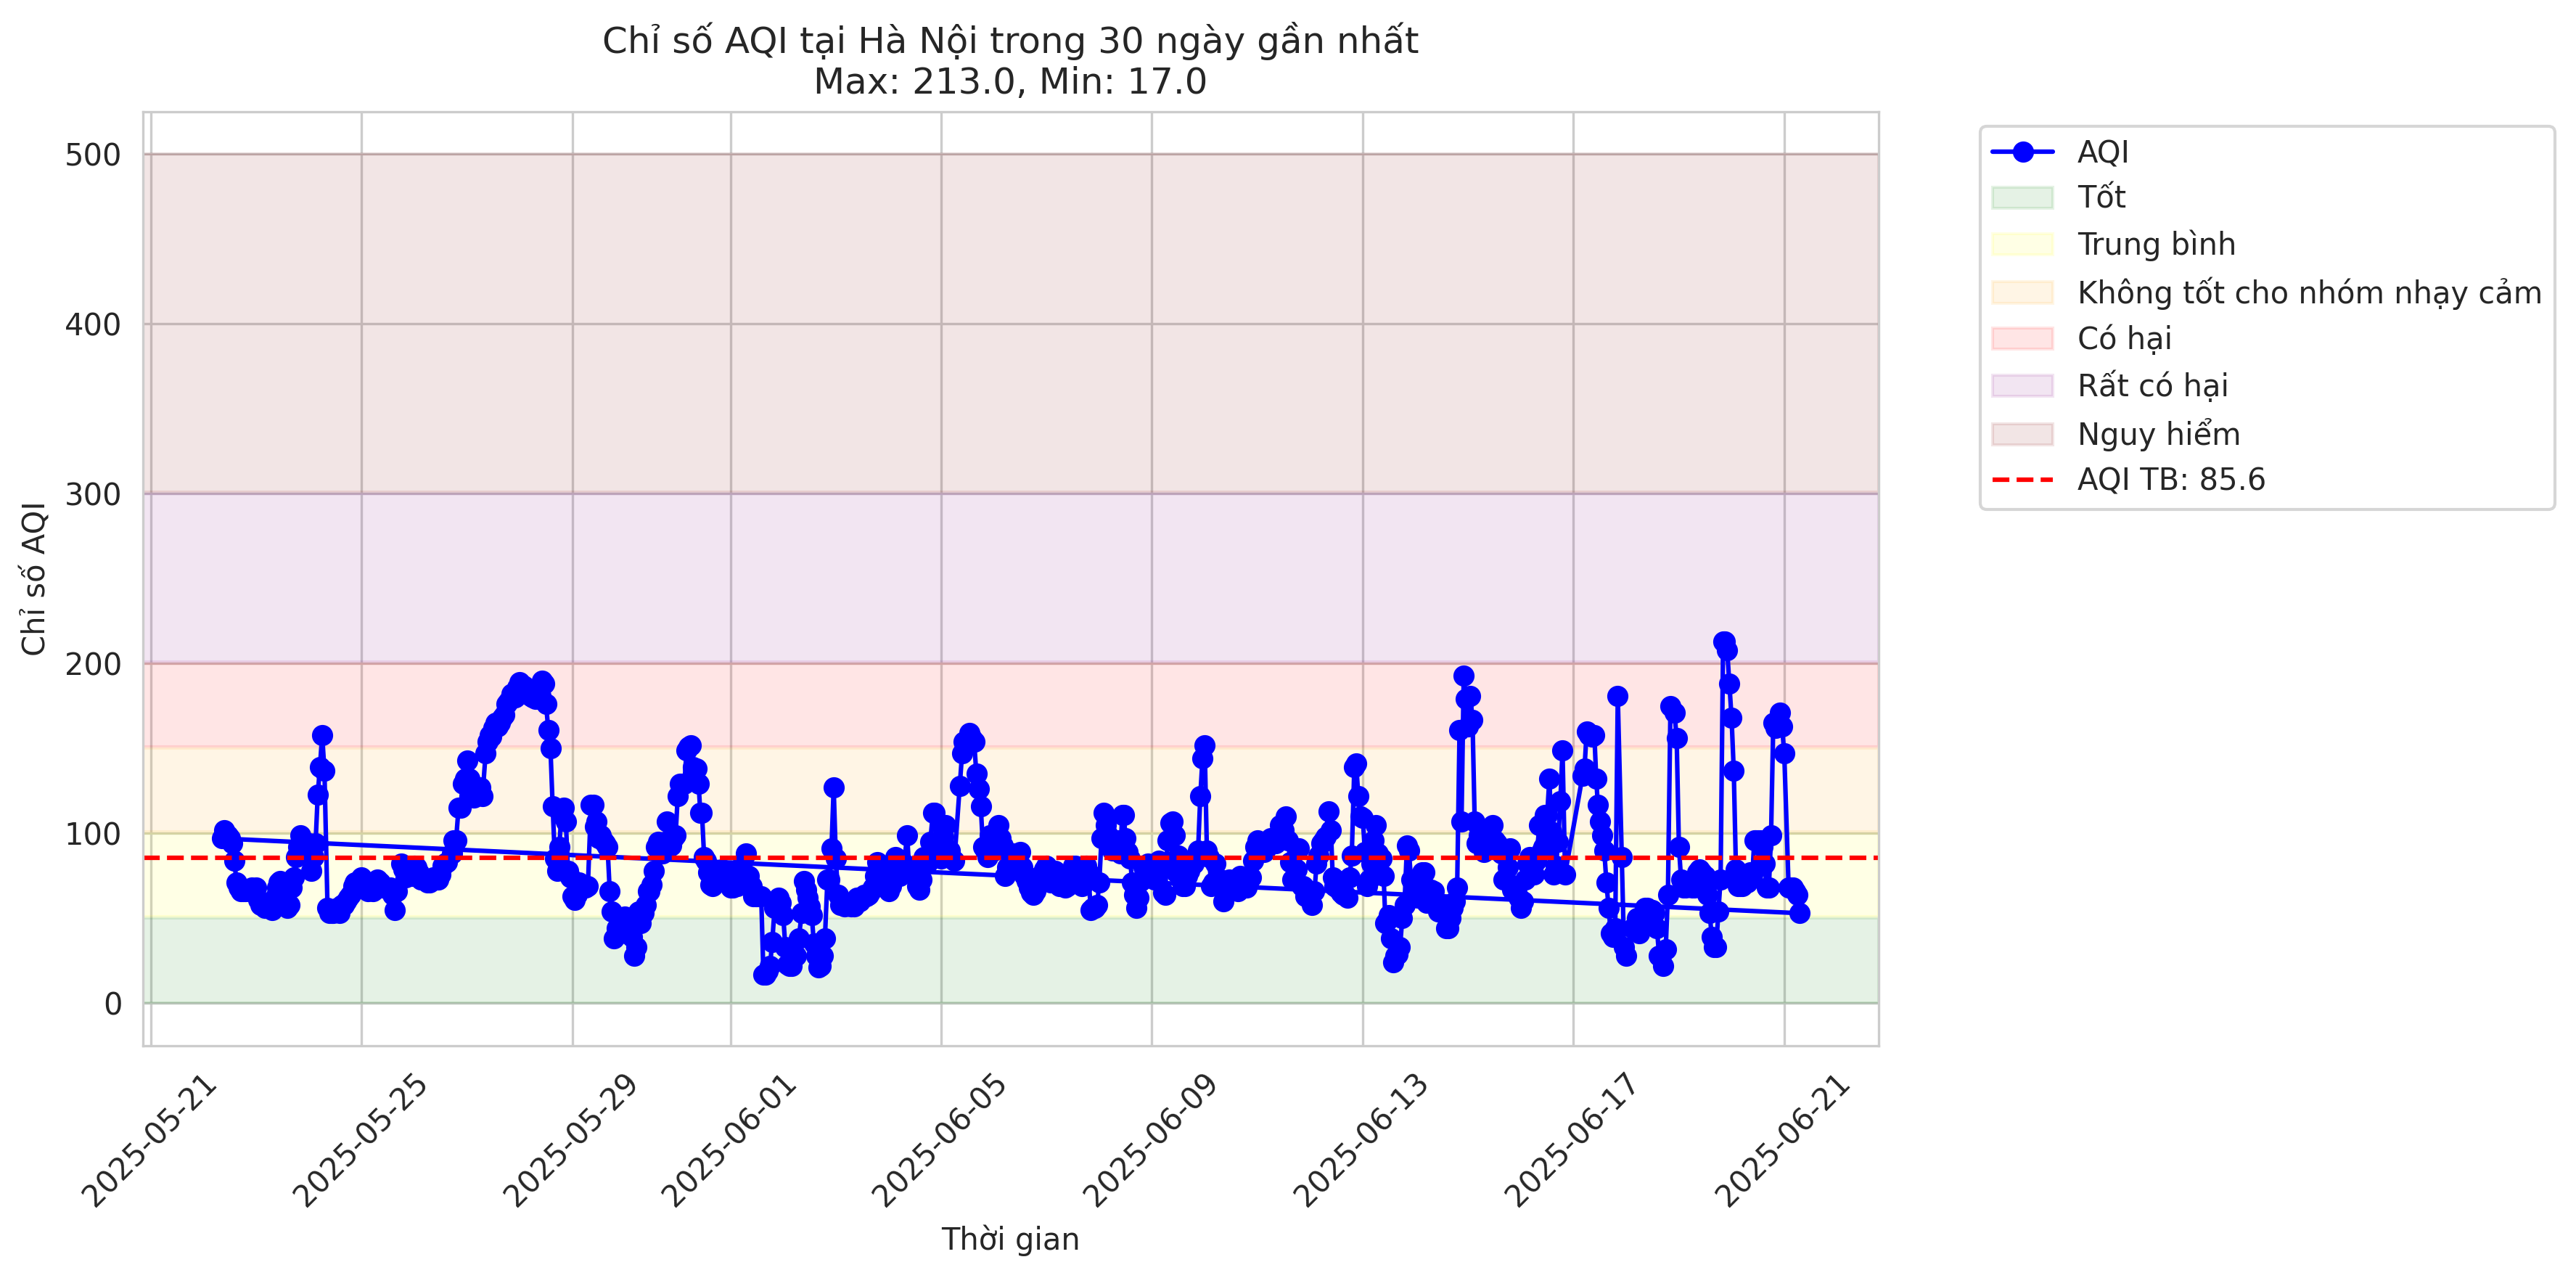 Chỉ số AQI tại Hà Nội trong 30 ngày gần nhất
Max: 213.0, Min: 17.0
Chỉ số AQI
500
400
300
200
100
0
2025-05-21
2025-05-25
2025-05-29
2025-06-01
2025-06-05
2025-06-09
2025-06-13
2025-06-17
2025-06-21
Thời gian
AQI
Tốt
Trung bình
Không tốt cho nhóm nhạy cảm
Có hại
Rất có hại
Nguy hiểm
AQI TB: 85.6